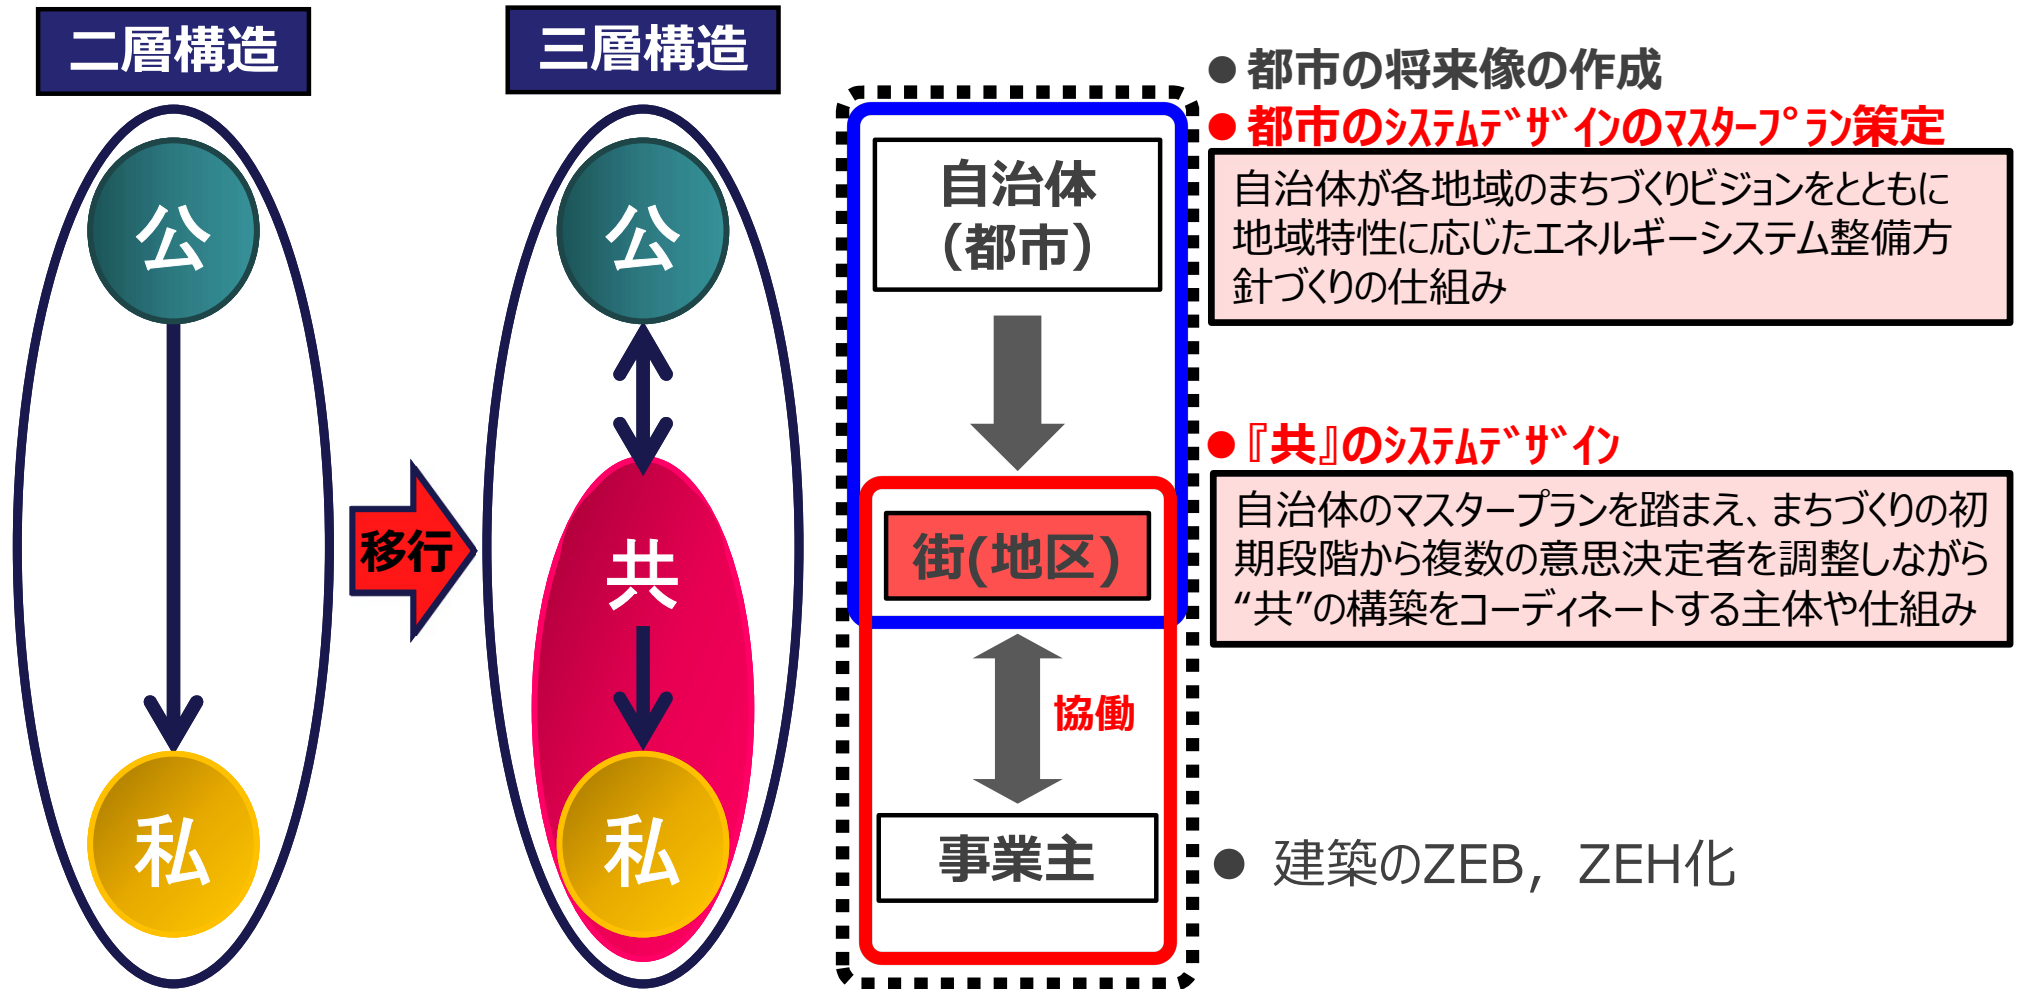 二層構造
公
私
移行
三層構造
公
共
私
自治体
（都市）
街(地区)
協働
事業主
● 都市の将来像の作成
● 都市のｼｽﾃﾑﾃﾞｻﾞｲﾝのﾏｽﾀｰﾌﾟﾗﾝ策定
自治体が各地域のまちづくりビジョンをとともに
地域特性に応じたエネルギーシステム整備方
針づくりの仕組み
● 『共』のｼｽﾃﾑﾃﾞｻﾞｲﾝ
自治体のマスタープランを踏まえ、まちづくりの初
期段階から複数の意思決定者を調整しながら
“共”の構築をコーディネートする主体や仕組み
● 建築のZEB，ZEH化